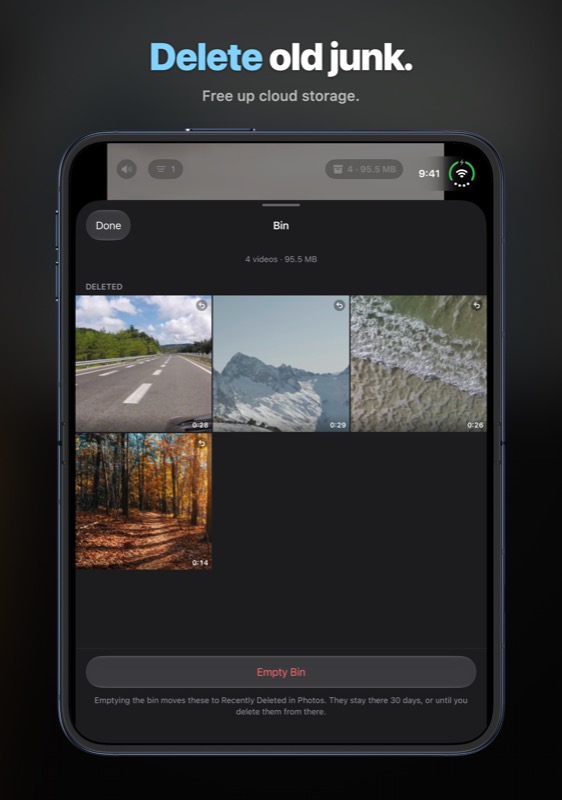 Delete old junk.
Free up cloud storage.
1
4 · 95.5 MB
9:41
Done
Bin
4 videos · 95.5 MB
DELETED
0:28
0:29
0:26
0:14
Empty Bin
Emptying the bin moves these to Recently Deleted in Photos. They stay there 30 days, or until you
delete them from there.